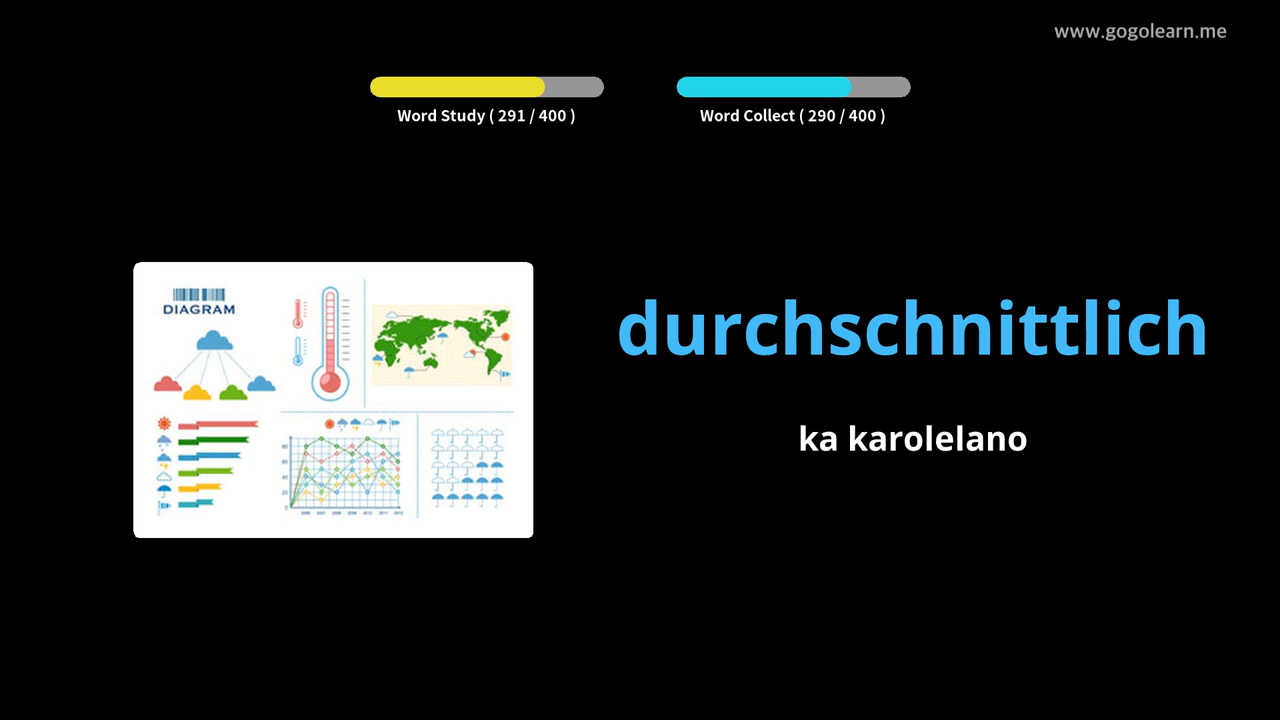 www.gogolearn.me
Word Study ( 291 / 400 )
Word Collect ( 290 / 400 )
DIAGRAM
durchschnittlich
ka karolelano